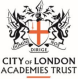 DIRIGE
CITY OF LONDON
ACADEMIES TRUST